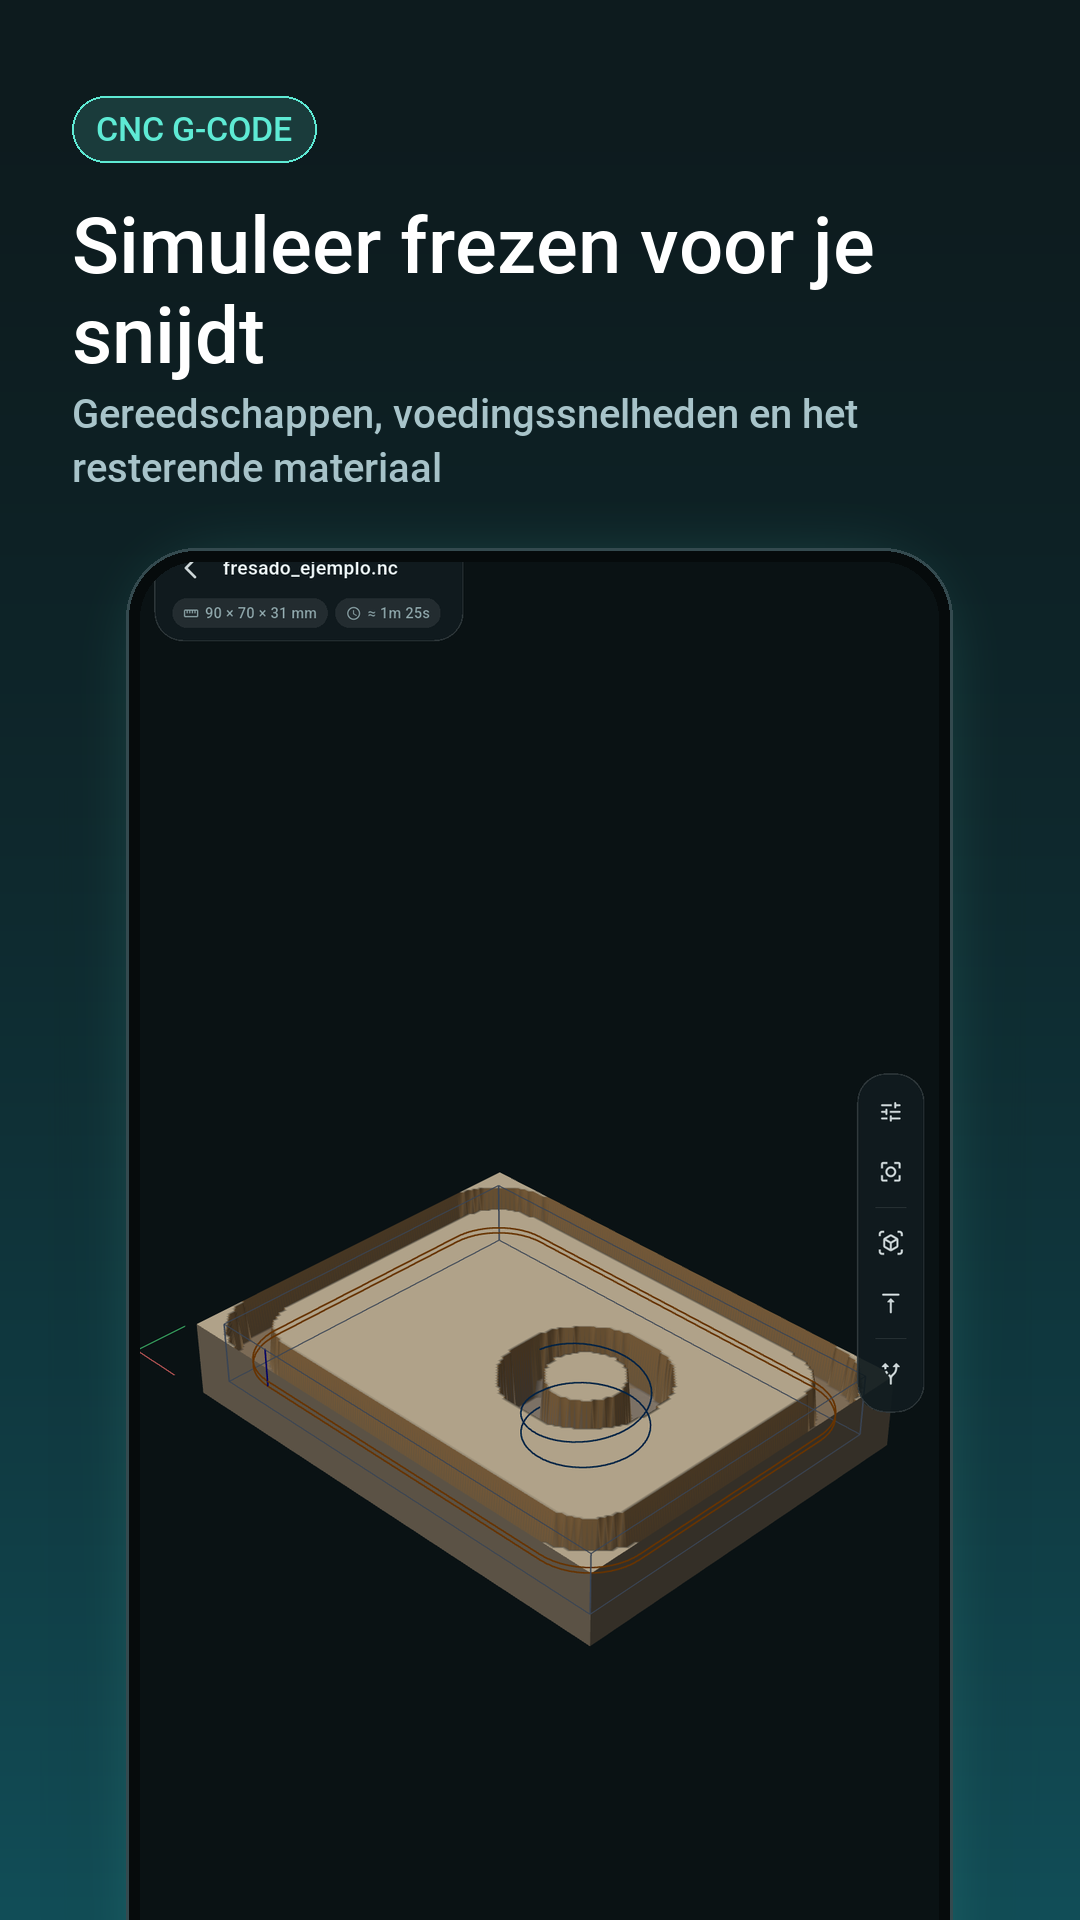 CNC G-CODE
Simuleer frezen voor je
snijdt
Gereedschappen, voedingssnelheden en het
resterende materiaal
fresado_ejemplo.nc
90 × 70 × 31 mm
≈ 1m 25s